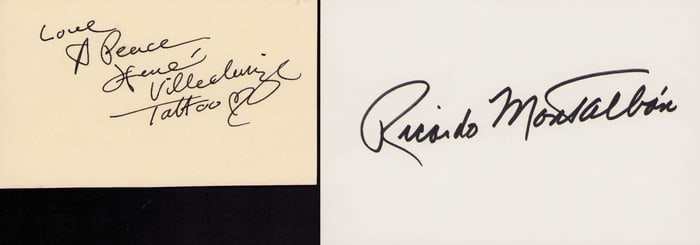 Love
& Peace
Hervé
Villechaize
Tattoo
Ricardo Montalbán